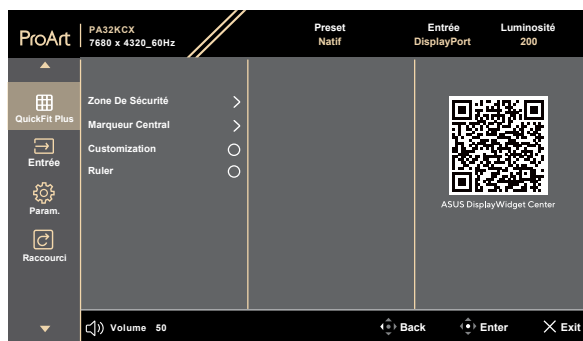 ProArt
PA32KCX
7680 x 4320_60Hz
Preset
Natif
Entrée
DisplayPort
Luminosité
200
QuickFit Plus
Entrée
Param.
Raccourci
Zone De Sécurité
Marqueur Central
Customization
Ruler
ASUS DisplayWidget Center
Volume 50
Back
Enter
Exit